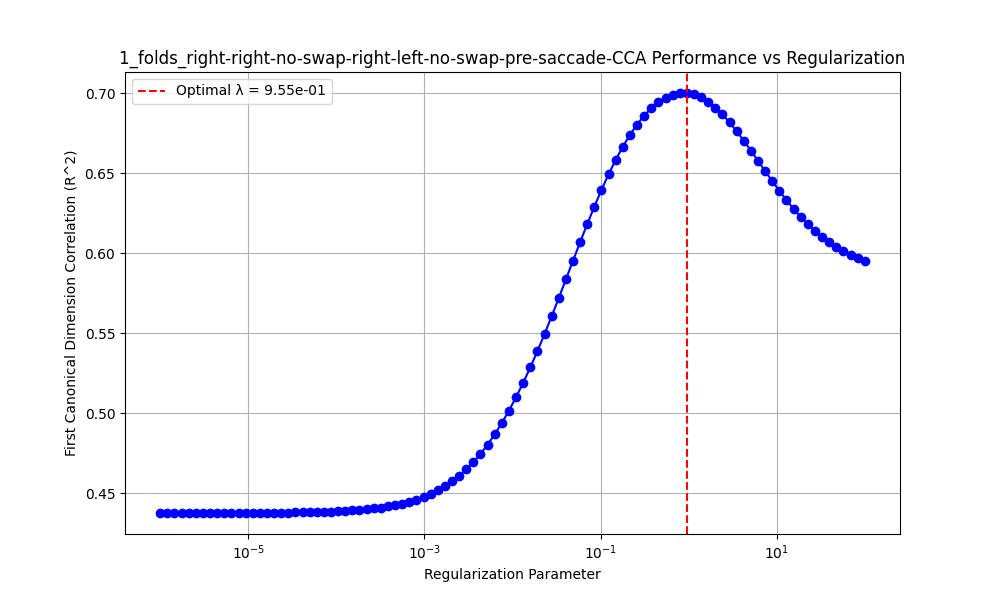 1_folds_right-right-no-swap-right-left-no-swap-pre-saccade-CCA Performance vs Regularization
Optimal λ = 9.55e-01
First Canonical Dimension Correlation (R^2)
0.70
0.65
0.60
0.55
0.50
0.45
10⁻⁵
10⁻³
10⁻¹
10¹
Regularization Parameter